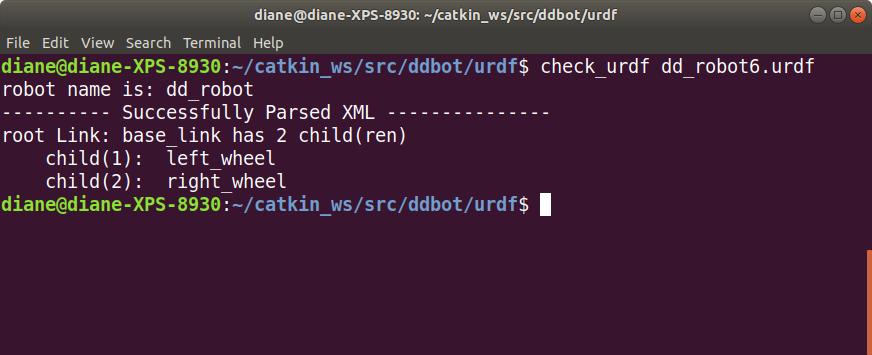 diane@diane-XPS-8930: ~/catkin_ws/src/ddbot/urdf
File Edit View Search Terminal Help
diane@diane-XPS-8930:~/catkin_ws/src/ddbot/urdf$ check_urdf dd_robot6.urdf
robot name is: dd_robot
---------- Successfully Parsed XML ---------------
root Link: base_link has 2 child(ren)
    child(1):  left_wheel
    child(2):  right_wheel
diane@diane-XPS-8930:~/catkin_ws/src/ddbot/urdf$